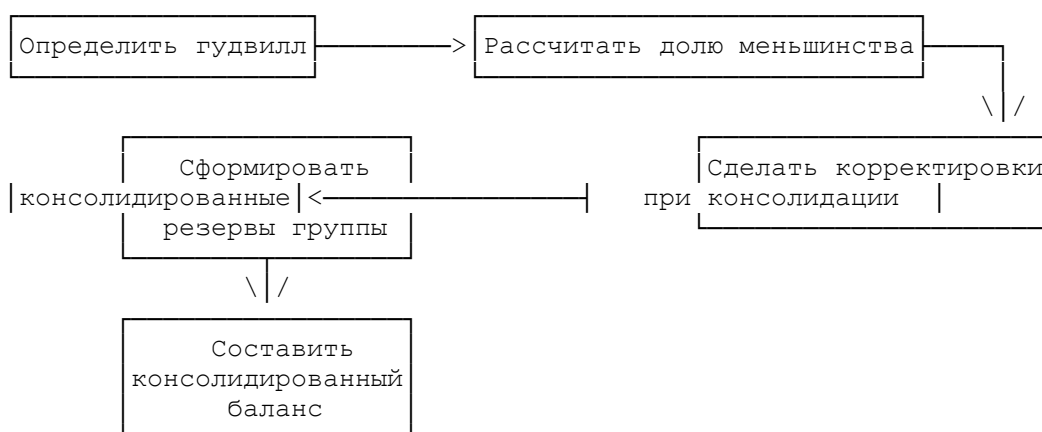 Определить гудвилл
Рассчитать долю меньшинства
Сделать корректировки
при консолидации
Сформировать
консолидированные
резервы группы
Составить
консолидированный
баланс